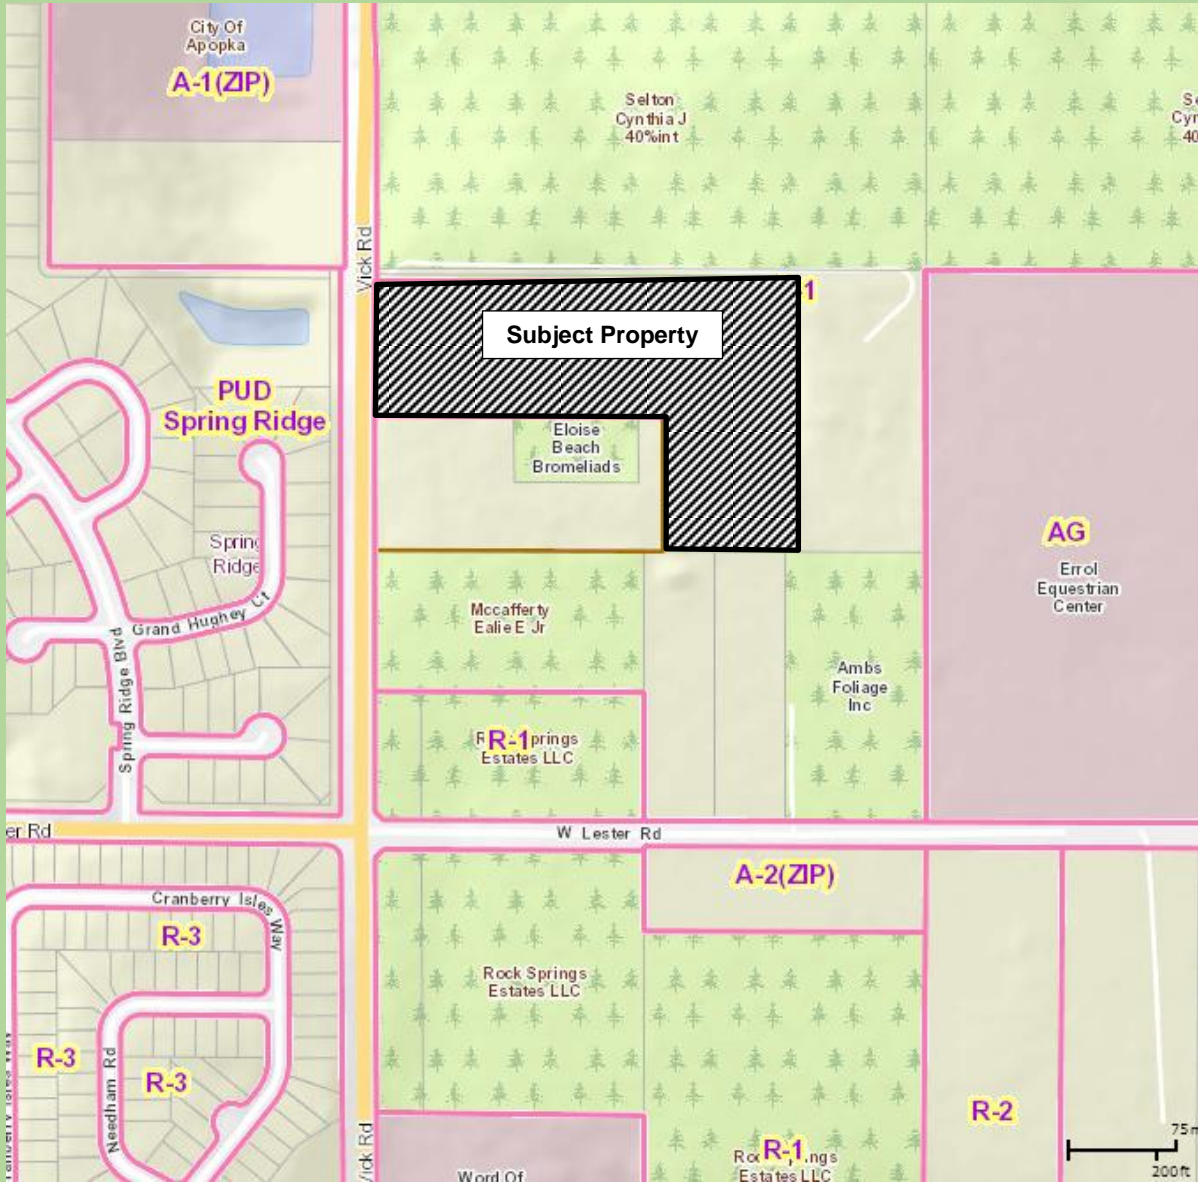 City Of
Apopka
A-1(ZIP)
Selton
Cynthia J
40%int
Vick Rd
1
Subject Property
PUD
Spring Ridge
Eloise
Beach
Bromeliads
Spring
Ridge
AG
Errol
Equestrian
Center
Grand Hughey Ct
Mccafferty
Ealie E Jr
Ambs
Foliage
Inc
Spring Ridge Blvd
R-1
Estates LLC
er Rd
W Lester Rd
A-2(ZIP)
Cranberry Isles Way
R-3
Rock Springs
Estates LLC
R-3
R-3
Needham Rd
R-2
Vick Rd
R-1
Estates LLC
Word Of
75m
200ft